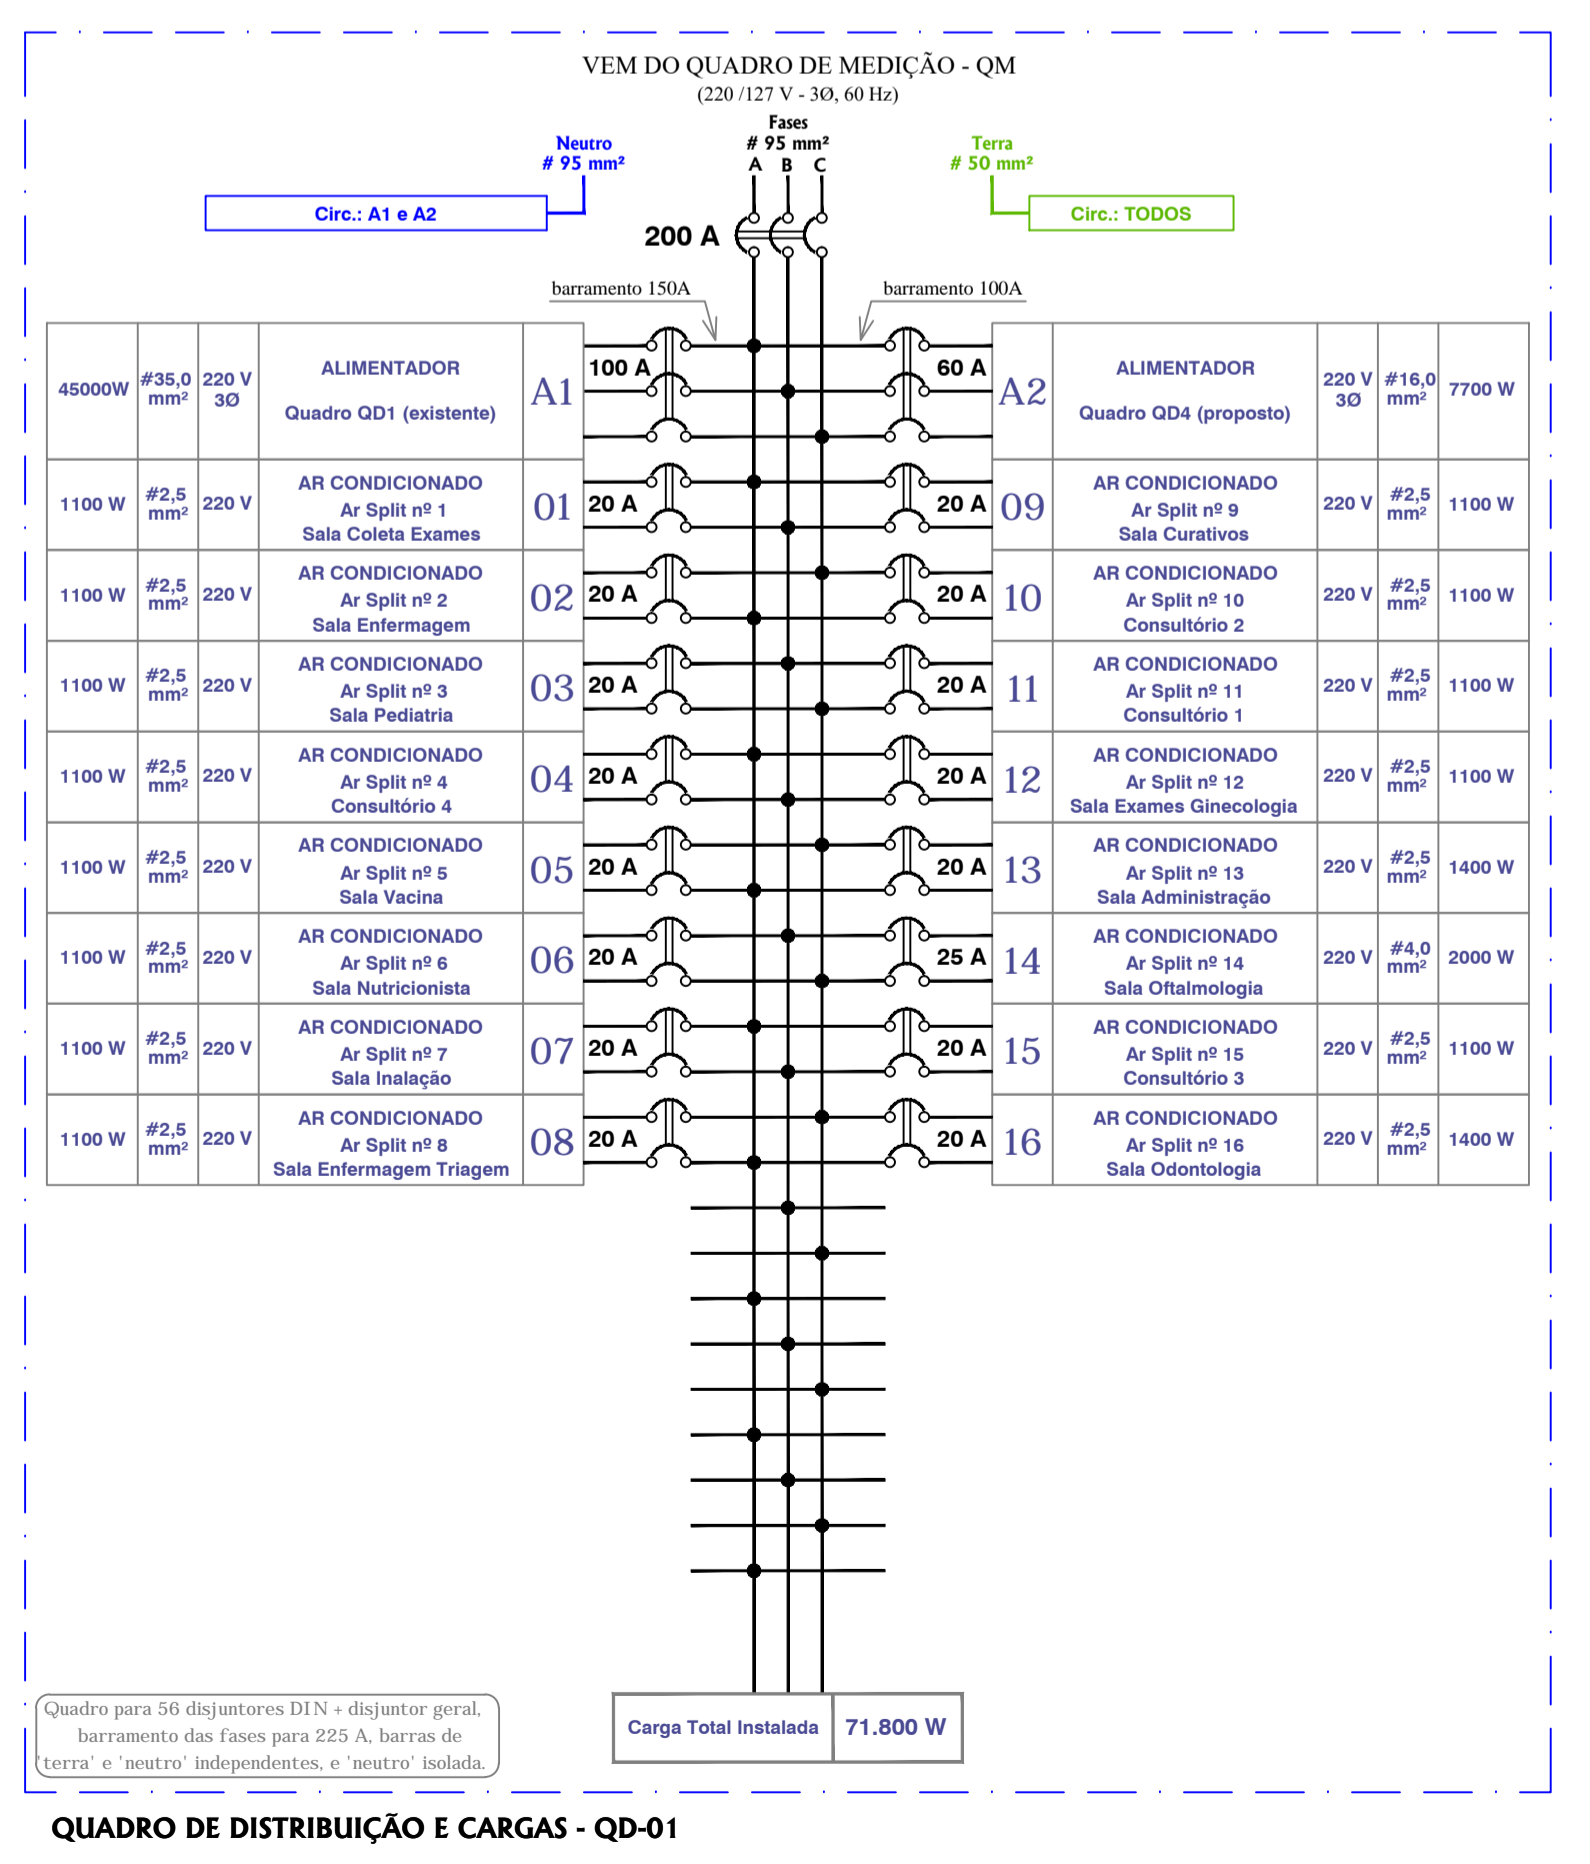 VEM DO QUADRO DE MEDIÇÃO - QM
(220 /127 V - 3Ø, 60 Hz)
Fases
# 95 mm²
A B C
Neutro
# 95 mm²
Terra
# 50 mm²
Circ.: A1 e A2
Circ.: TODOS
200 A
barramento 150A
barramento 100A
45000W
#35,0
mm²
220 V
3Ø
ALIMENTADOR
Quadro QD1 (existente)
A1
100 A
60 A
A2
ALIMENTADOR
Quadro QD4 (proposto)
220 V
3Ø
#16,0
mm²
7700 W
1100 W
#2,5
mm²
220 V
AR CONDICIONADO
Ar Split nº 1
Sala Coleta Exames
01
20 A
20 A
09
AR CONDICIONADO
Ar Split nº 9
Sala Curativos
220 V
#2,5
mm²
1100 W
1100 W
#2,5
mm²
220 V
AR CONDICIONADO
Ar Split nº 2
Sala Enfermagem
02
20 A
20 A
10
AR CONDICIONADO
Ar Split nº 10
Consultório 2
220 V
#2,5
mm²
1100 W
1100 W
#2,5
mm²
220 V
AR CONDICIONADO
Ar Split nº 3
Sala Pediatria
03
20 A
20 A
11
AR CONDICIONADO
Ar Split nº 11
Consultório 1
220 V
#2,5
mm²
1100 W
1100 W
#2,5
mm²
220 V
AR CONDICIONADO
Ar Split nº 4
Consultório 4
04
20 A
20 A
12
AR CONDICIONADO
Ar Split nº 12
Sala Exames Ginecologia
220 V
#2,5
mm²
1100 W
1100 W
#2,5
mm²
220 V
AR CONDICIONADO
Ar Split nº 5
Sala Vacina
05
20 A
20 A
13
AR CONDICIONADO
Ar Split nº 13
Sala Administração
220 V
#2,5
mm²
1400 W
1100 W
#2,5
mm²
220 V
AR CONDICIONADO
Ar Split nº 6
Sala Nutricionista
06
20 A
25 A
14
AR CONDICIONADO
Ar Split nº 14
Sala Oftalmologia
220 V
#4,0
mm²
2000 W
1100 W
#2,5
mm²
220 V
AR CONDICIONADO
Ar Split nº 7
Sala Inalação
07
20 A
20 A
15
AR CONDICIONADO
Ar Split nº 15
Consultório 3
220 V
#2,5
mm²
1100 W
1100 W
#2,5
mm²
220 V
AR CONDICIONADO
Ar Split nº 8
Sala Enfermagem Triagem
08
20 A
20 A
16
AR CONDICIONADO
Ar Split nº 16
Sala Odontologia
220 V
#2,5
mm²
1400 W
Quadro para 56 disjuntores DIN + disjuntor geral,
barramento das fases para 225 A, barras de
'terra' e 'neutro' independentes, e 'neutro' isolada.
Carga Total Instalada
71.800 W
QUADRO DE DISTRIBUIÇÃO E CARGAS - QD-01